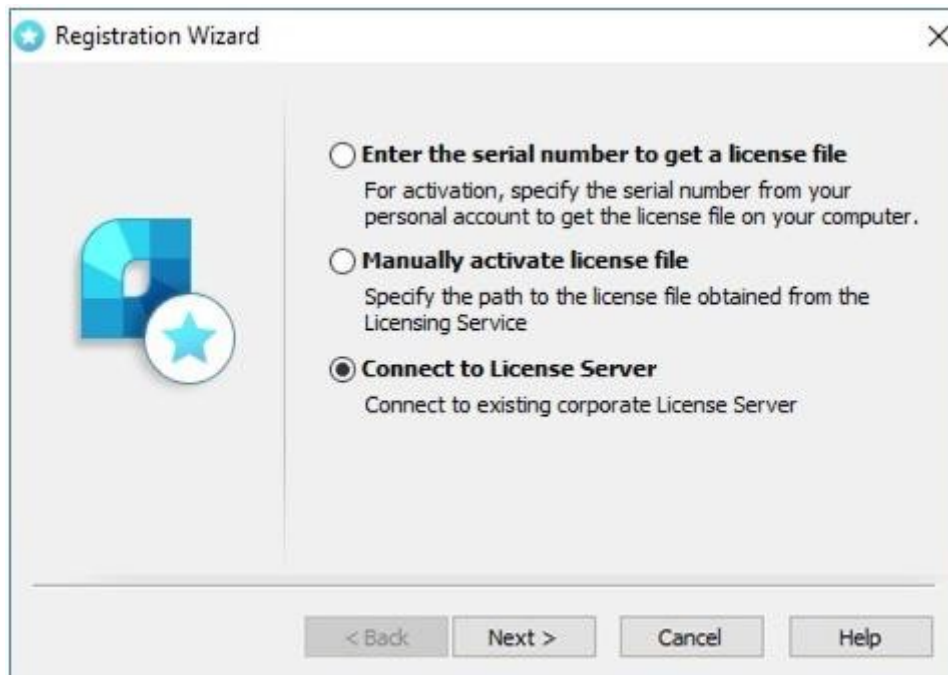 Registration Wizard
Enter the serial number to get a license file
For activation, specify the serial number from your
personal account to get the license file on your computer.
Manually activate license file
Specify the path to the license file obtained from the
Licensing Service
Connect to License Server
Connect to existing corporate License Server
< Back
Next >
Cancel
Help